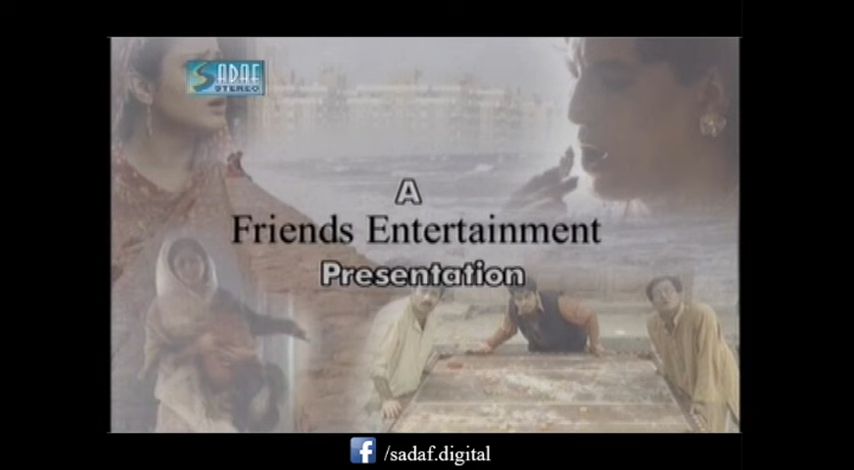 SADAF
STEREO
A
Friends Entertainment
Presentation
/sadaf.digital